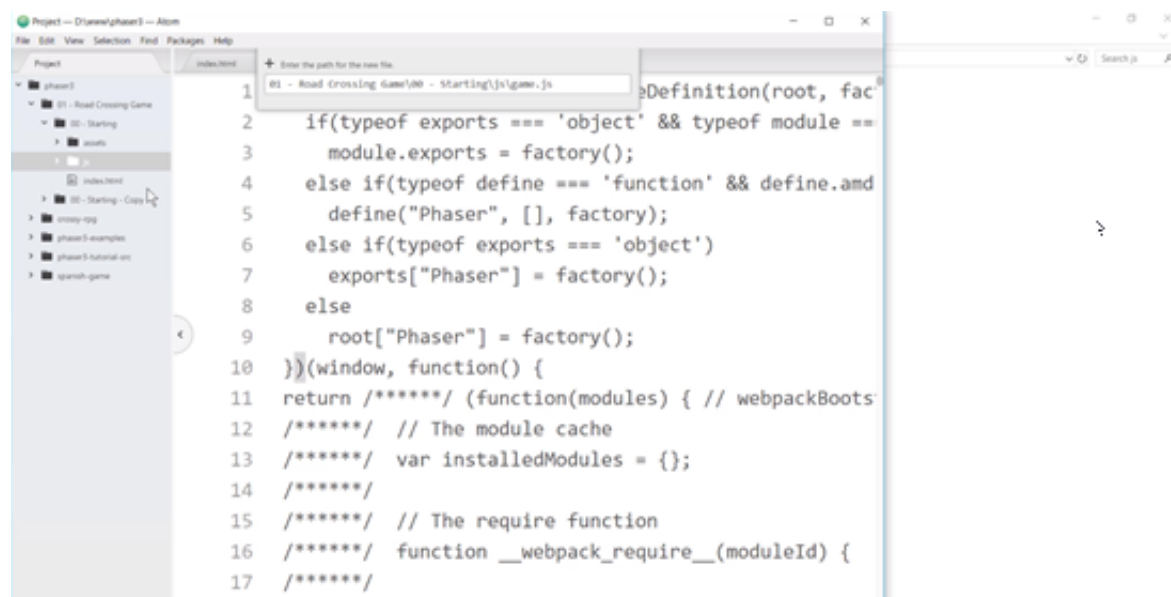 Project — D:\www\phaser3 — Atom
File Edit View Selection Find Packages Help
Project
index.html
Enter the path for the new file.
01 - Road Crossing Game\00 - Starting\js\game.js
phaser3
01 - Road Crossing Game
00 - Starting
assets
js
index.html
00 - Starting - Copy
crossy-rpg
phaser3-examples
phaser3-tutorial-src
spanish-game
Search js
1 eDefinition(root, fac
2 if(typeof exports === 'object' && typeof module ==
3 module.exports = factory();
4 else if(typeof define === 'function' && define.amd
5 define("Phaser", [], factory);
6 else if(typeof exports === 'object')
7 exports["Phaser"] = factory();
8 else
9 root["Phaser"] = factory();
10 })(window, function() {
11 return /******/ (function(modules) { // webpackBoots
12 /******/ // The module cache
13 /******/ var installedModules = {};
14 /******/
15 /******/ // The require function
16 /******/ function __webpack_require__(moduleId) {
17 /******/